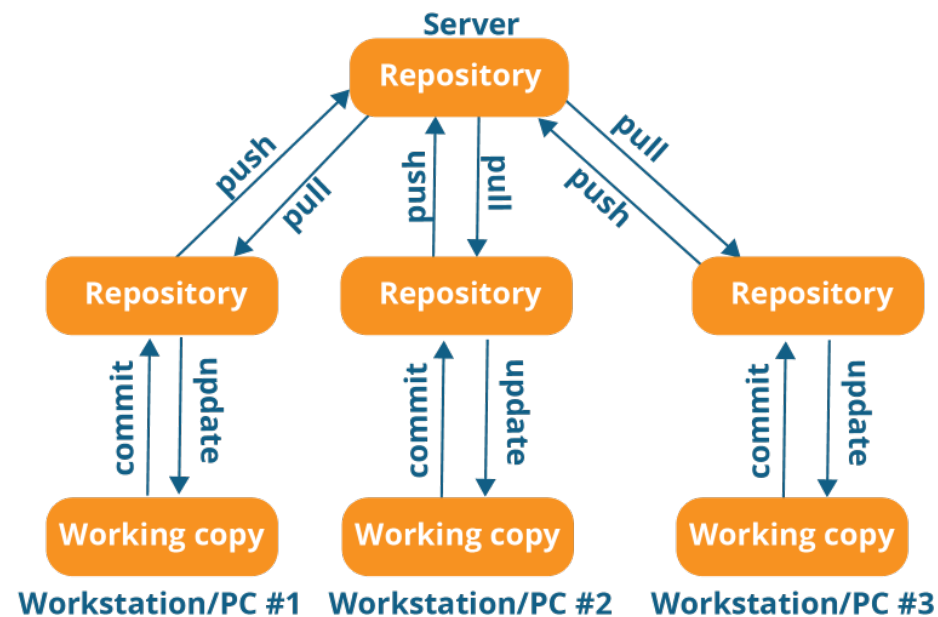 Server
Repository
push
pull
push
pull
push
pull
Repository
Repository
Repository
commit
update
commit
update
commit
update
Working copy
Working copy
Working copy
Workstation/PC #1
Workstation/PC #2
Workstation/PC #3